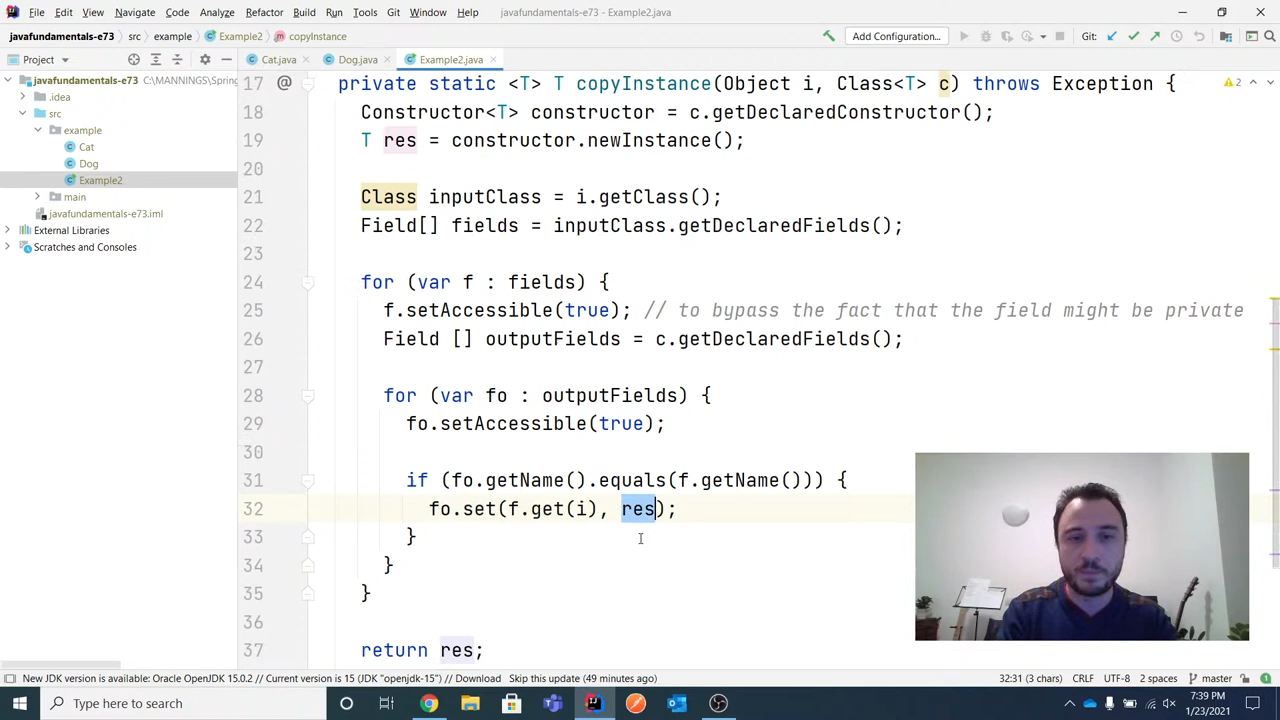 File Edit View Navigate Code Analyze Refactor Build Run Tools Git Window Help javafundamentals-e73 - Example2.java
javafundamentals-e73 src example Example2 copyInstance Add Configuration... Git:
Project Cat.java Dog.java Example2.java
javafundamentals-e73 C:\MANNINGS\Spring
.idea
src
example
Cat
Dog
Example2
main
javafundamentals-e73.iml
External Libraries
Scratches and Consoles
2
17 @ private static <T> T copyInstance(Object i, Class<T> c) throws Exception {
18 Constructor<T> constructor = c.getDeclaredConstructor();
19 T res = constructor.newInstance();
20
21 Class inputClass = i.getClass();
22 Field[] fields = inputClass.getDeclaredFields();
23
24 for (var f : fields) {
25 f.setAccessible(true); // to bypass the fact that the field might be private
26 Field [] outputFields = c.getDeclaredFields();
27
28 for (var fo : outputFields) {
29 fo.setAccessible(true);
30
31 if (fo.getName().equals(f.getName())) {
32 fo.set(f.get(i), res);
33 }
34 }
35 }
36
37 return res;
New JDK version is available: Oracle OpenJDK 15.0.2 // Current version is 15 ("openjdk-15") // Download Skip this update (49 minutes ago) 32:31 (3 chars) CRLF UTF-8 2 spaces master
Type here to search
7:39 PM
1/23/2021